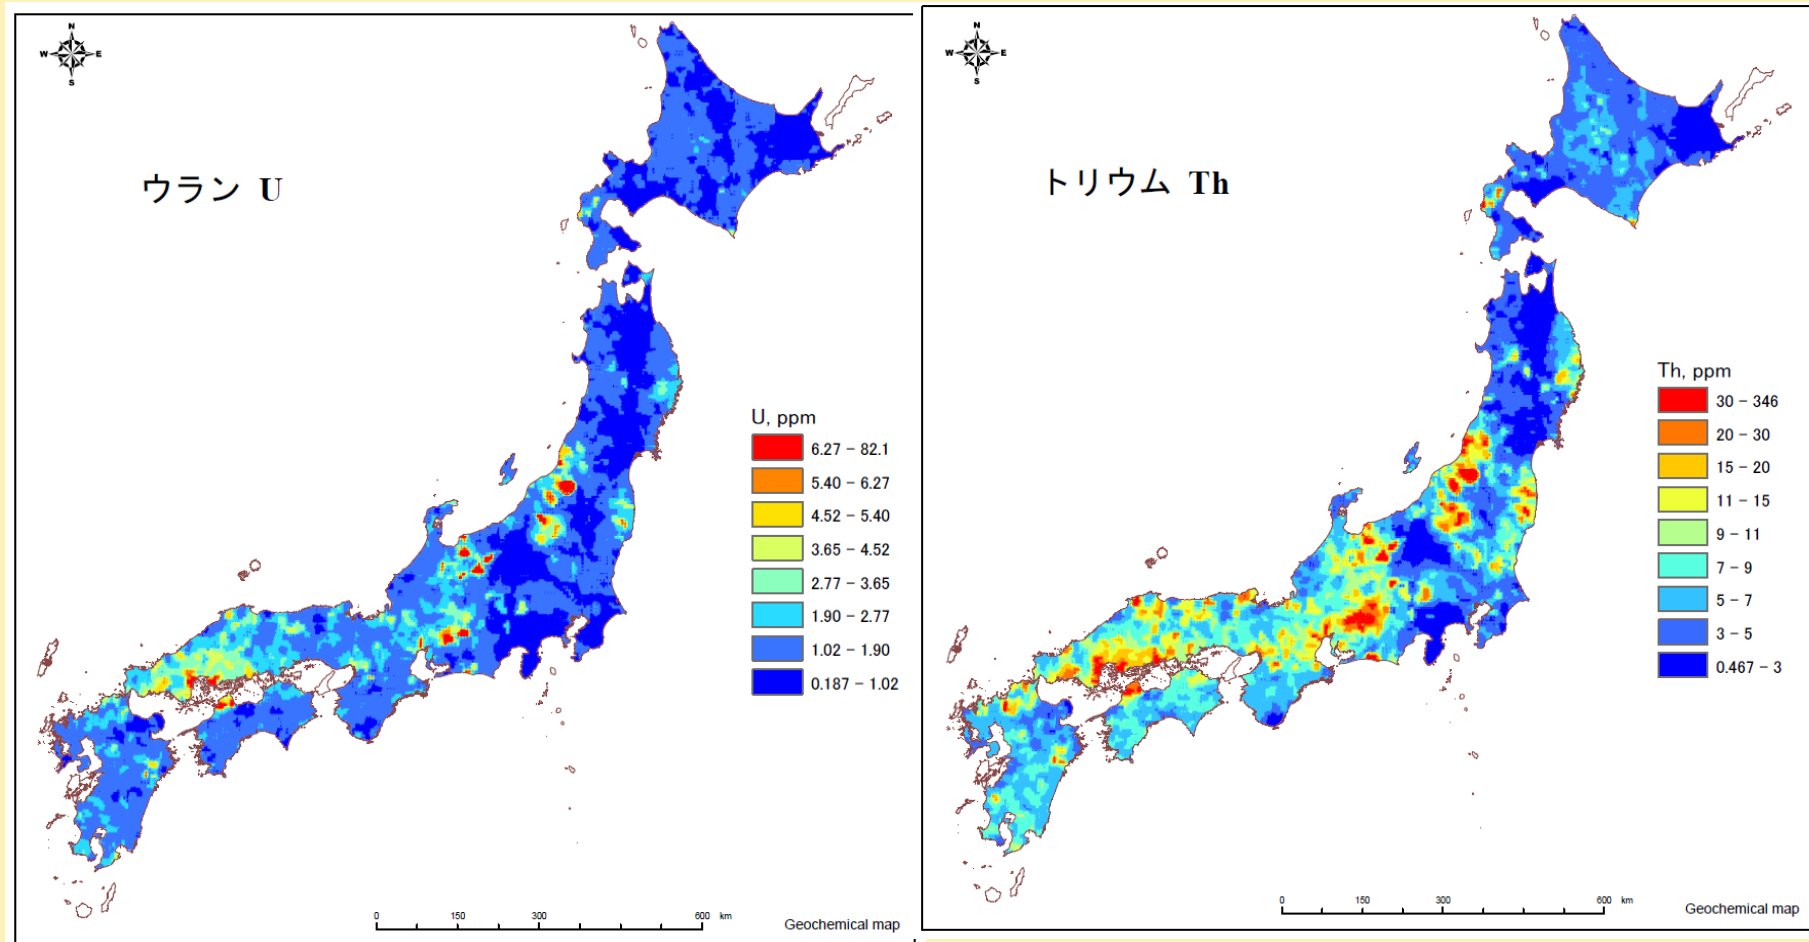 N
W E
S
ウラン U
U, ppm
6.27 − 82.1
5.40 − 6.27
4.52 − 5.40
3.65 − 4.52
2.77 − 3.65
1.90 − 2.77
1.02 − 1.90
0.187 − 1.02
0 150 300 600 km
Geochemical map
N
W E
S
トリウム Th
Th, ppm
30 − 346
20 − 30
15 − 20
11 − 15
9 − 11
7 − 9
5 − 7
3 − 5
0.467 − 3
0 150 300 600 km
Geochemical map